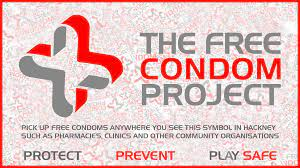 THE FREE
CONDOM
PROJECT
PICK UP FREE CONDOMS ANYWHERE YOU SEE THIS SYMBOL IN HACKNEY
SUCH AS PHARMACIES, CLINICS AND OTHER COMMUNITY ORGANISATIONS
PROTECT PREVENT PLAY SAFE